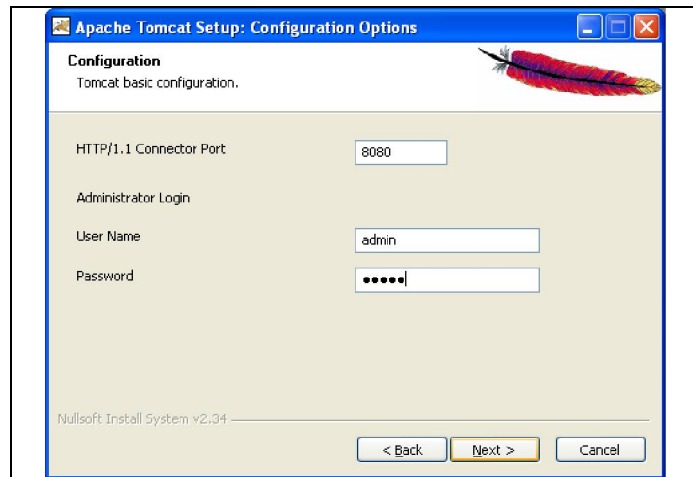 Apache Tomcat Setup: Configuration Options
Configuration
Tomcat basic configuration.
HTTP/1.1 Connector Port 8080
Administrator Login
User Name admin
Password ●●●●●
Nullsoft Install System v2.34
< Back Next > Cancel